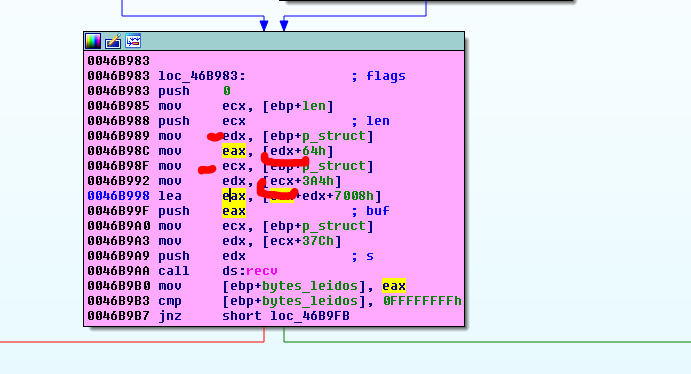 0046B983
0046B983 loc_46B983: ; flags
0046B983 push 0
0046B985 mov ecx, [ebp+len]
0046B988 push ecx ; len
0046B989 mov edx, [ebp+p_struct]
0046B98C mov eax, [edx+64h]
0046B98F mov ecx, [ebp+p_struct]
0046B992 mov edx, [ecx+3A4h]
0046B998 lea eax, [eax+edx+7008h]
0046B99F push eax ; buf
0046B9A0 mov ecx, [ebp+p_struct]
0046B9A3 mov edx, [ecx+37Ch]
0046B9A9 push edx ; s
0046B9AA call ds:recv
0046B9B0 mov [ebp+bytes_leidos], eax
0046B9B3 cmp [ebp+bytes_leidos], 0FFFFFFFFh
0046B9B7 jnz short loc_46B9FB